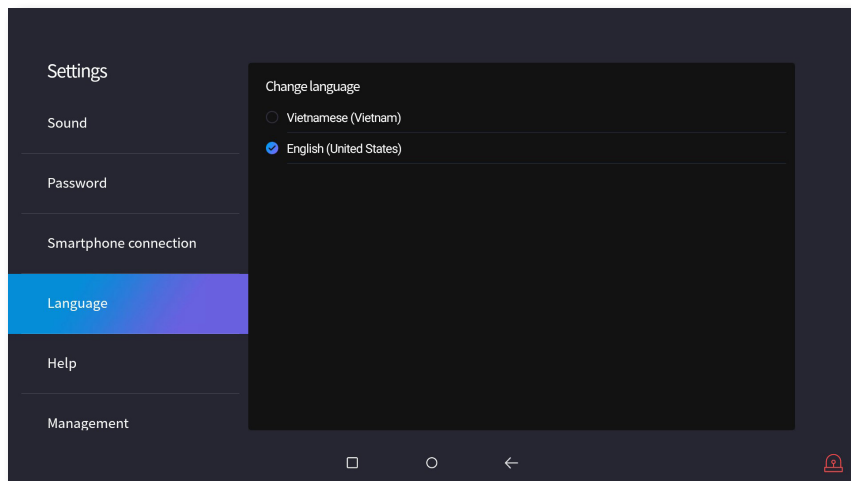 Settings
Sound
Password
Smartphone connection
Language
Help
Management
Change language
Vietnamese (Vietnam)
English (United States)